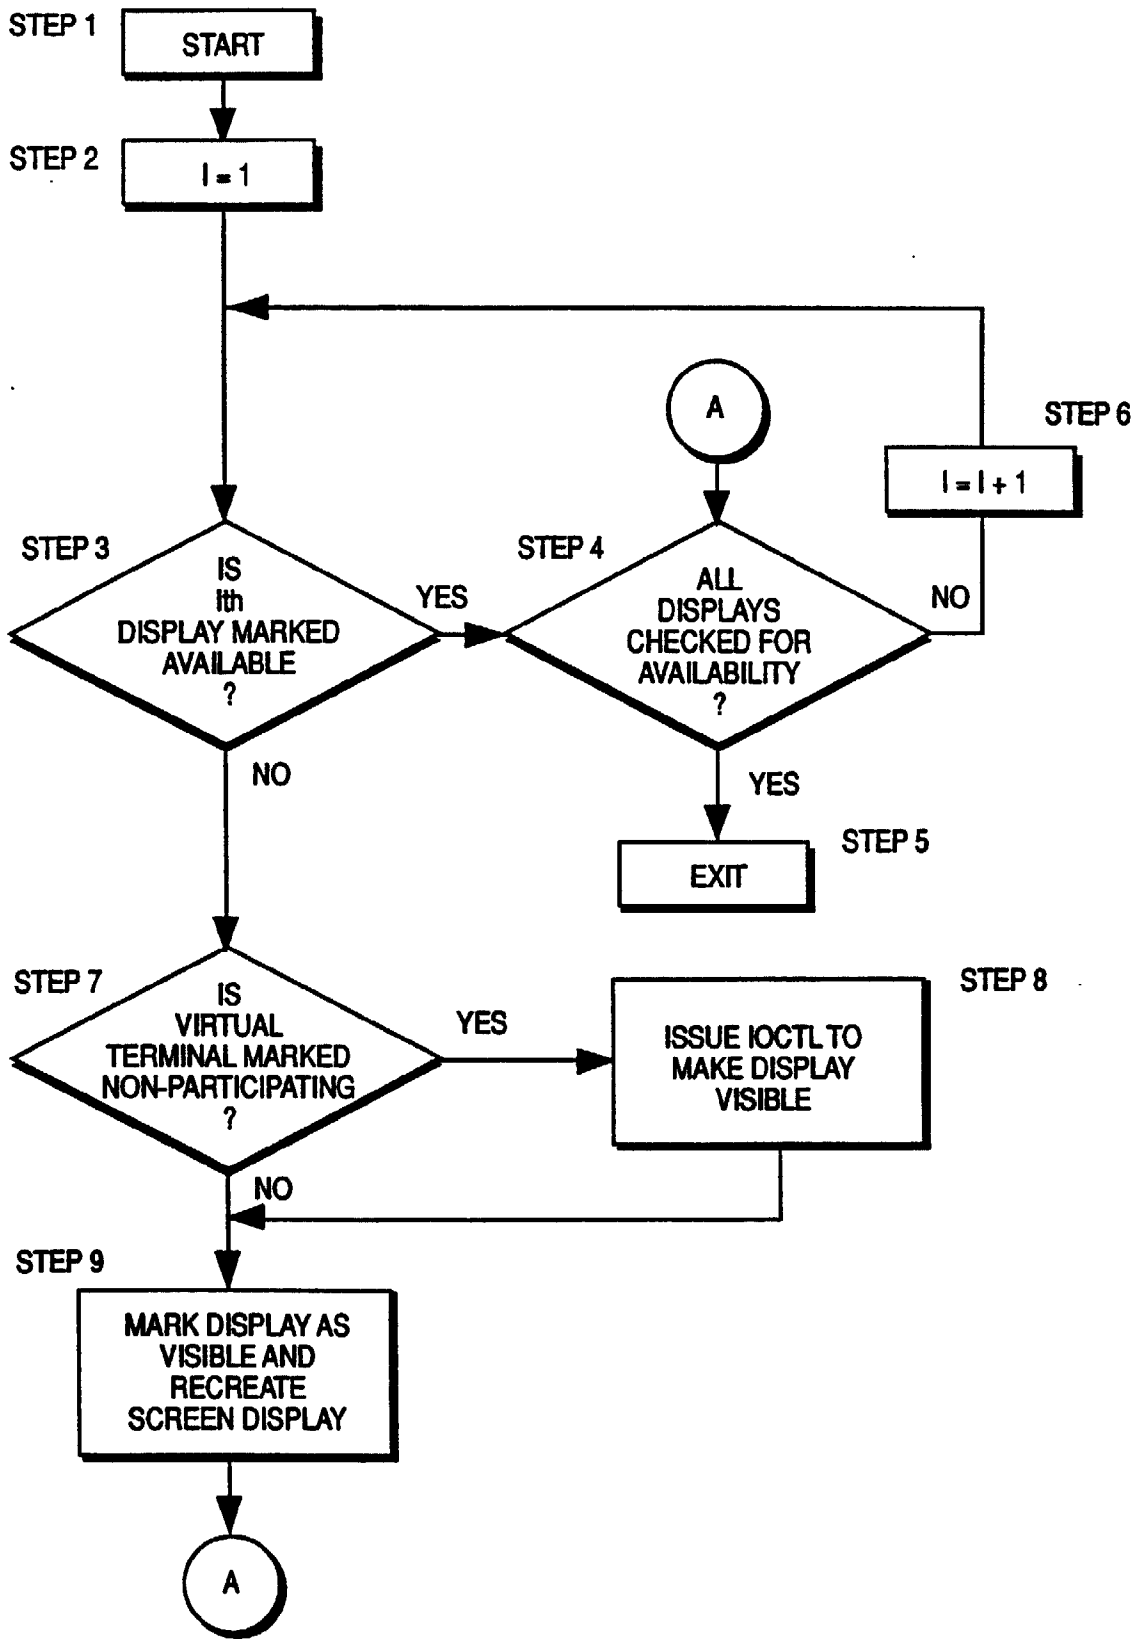 STEP 1
START
STEP 2
I = 1
A
STEP 6
I = I + 1
STEP 3
IS
Ith
DISPLAY MARKED
AVAILABLE
?
YES
STEP 4
ALL
DISPLAYS
CHECKED FOR
AVAILABILITY
?
NO
NO
YES
STEP 5
EXIT
STEP 7
IS
VIRTUAL
TERMINAL MARKED
NON-PARTICIPATING
?
YES
STEP 8
ISSUE IOCTL TO
MAKE DISPLAY
VISIBLE
NO
STEP 9
MARK DISPLAY AS
VISIBLE AND
RECREATE
SCREEN DISPLAY
A